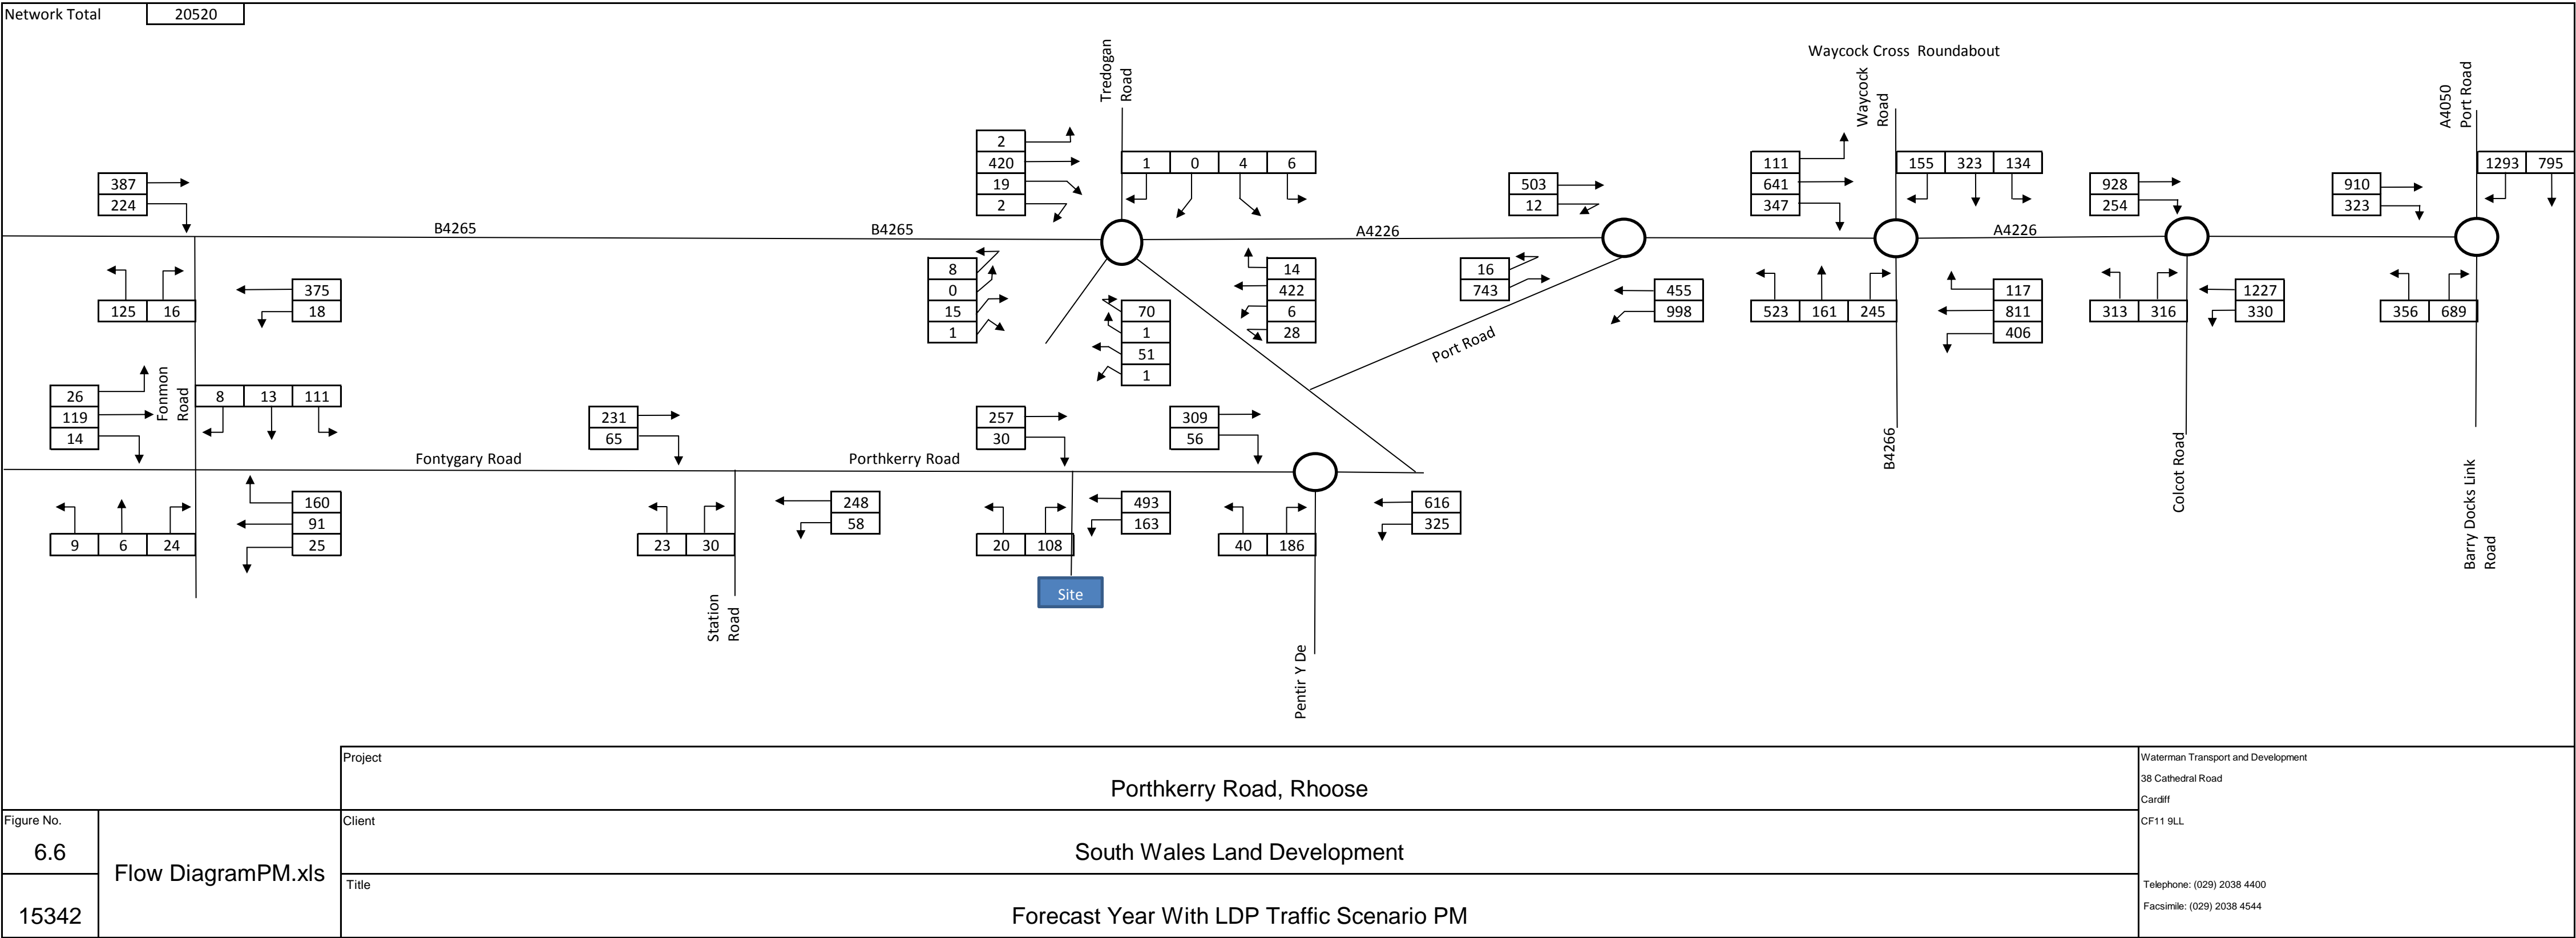 Network Total 20520
Waycock Cross Roundabout
Tredogan
Road
Waycock
Road
A4050
Port Road
2
420
19
2
1 0 4 6
387
224
503
12
111
641
347
155 323 134
928
254
910
323
1293 795
B4265
B4265
A4226
A4226
125 16
375
18
8
0
15
1
70
1
51
1
14
422
6
28
16
743
Port Road
455
998
523 161 245
117
811
406
313 316
1227
330
356 689
26
119
14
Fonmon
Road
8 13 111
231
65
257
30
309
56
B4266
Colcot Road
Barry Docks Link
Road
Fontygary Road
Porthkerry Road
9 6 24
160
91
25
23 30
248
58
20 108
493
163
40 186
616
325
Site
Station
Road
Pentir Y De
Project
Porthkerry Road, Rhoose
Waterman Transport and Development
38 Cathedral Road
Cardiff
CF11 9LL
Figure No.
6.6
Flow DiagramPM.xls
Client
South Wales Land Development
15342
Title
Forecast Year With LDP Traffic Scenario PM
Telephone: (029) 2038 4400
Facsimile: (029) 2038 4544